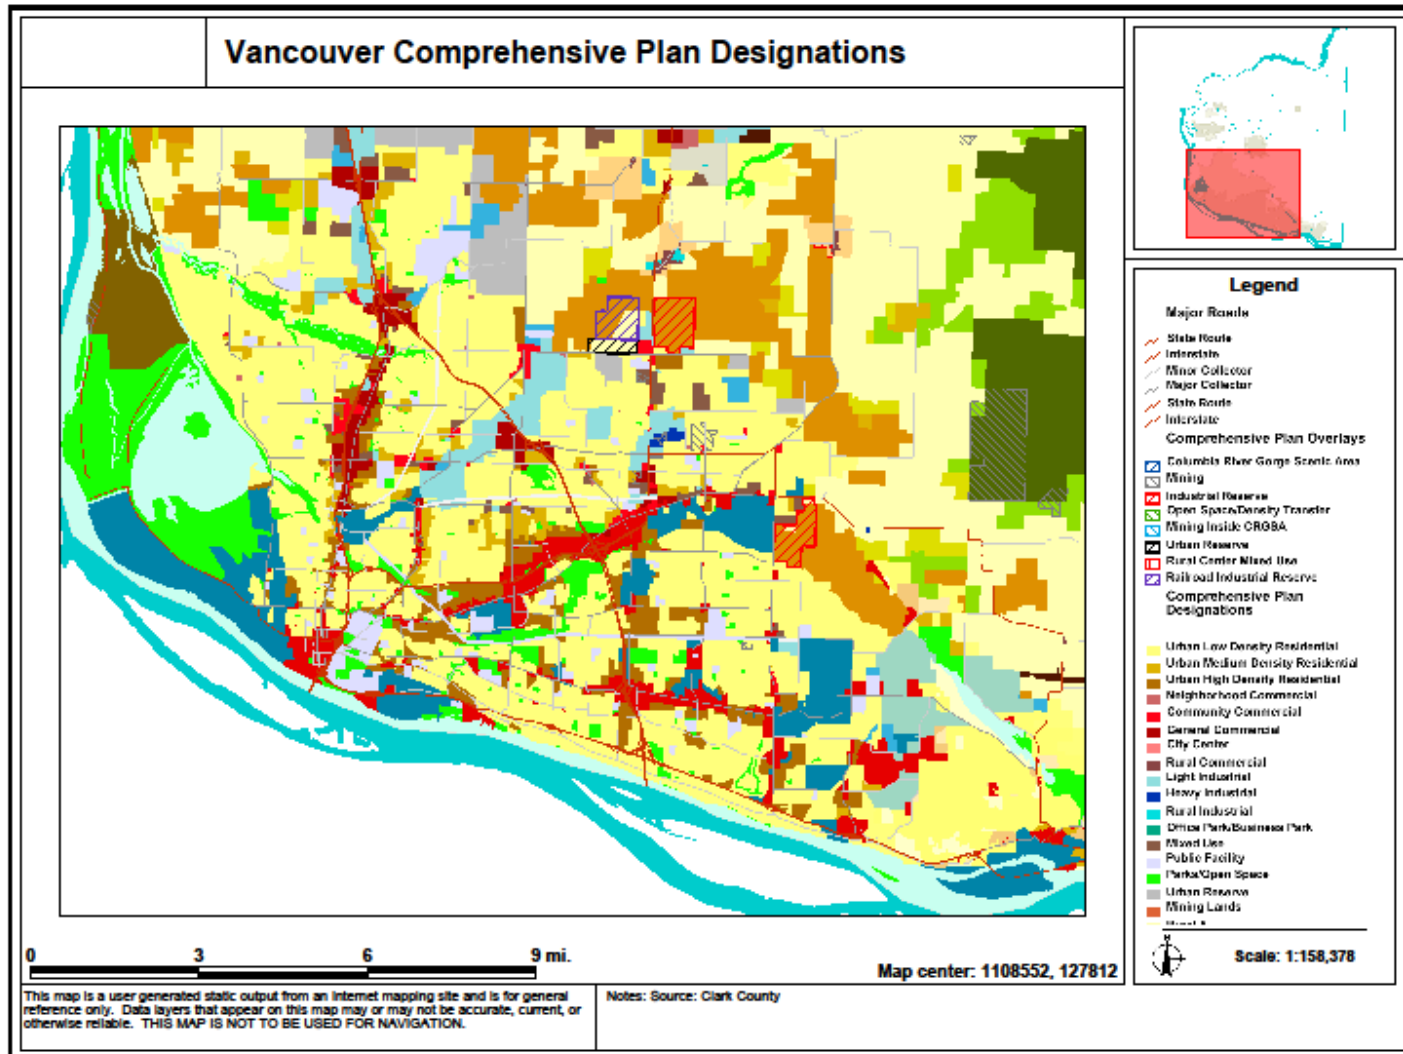 Vancouver Comprehensive Plan Designations
Legend
Major Roads
State Route
Interstate
Minor Collector
Major Collector
State Route
Interstate
Comprehensive Plan Overlays
Columbia River Gorge Scenic Area
Mining
Industrial Reserve
Open Space/Density Transfer
Mining Inside CRGSA
Urban Reserve
Rural Center Mixed Use
Railroad Industrial Reserve
Comprehensive Plan
Designations
Urban Low Density Residential
Urban Medium Density Residential
Urban High Density Residential
Neighborhood Commercial
Community Commercial
General Commercial
City Center
Rural Commercial
Light Industrial
Heavy Industrial
Rural Industrial
Office Park/Business Park
Mixed Use
Public Facility
Parks/Open Space
Urban Reserve
Mining Lands
N
Scale: 1:158,378
0 3 6 9 mi.
Map center: 1108552, 127812
This map is a user generated static output from an Internet mapping site and is for general
reference only. Data layers that appear on this map may or may not be accurate, current, or
otherwise reliable. THIS MAP IS NOT TO BE USED FOR NAVIGATION.
Notes: Source: Clark County